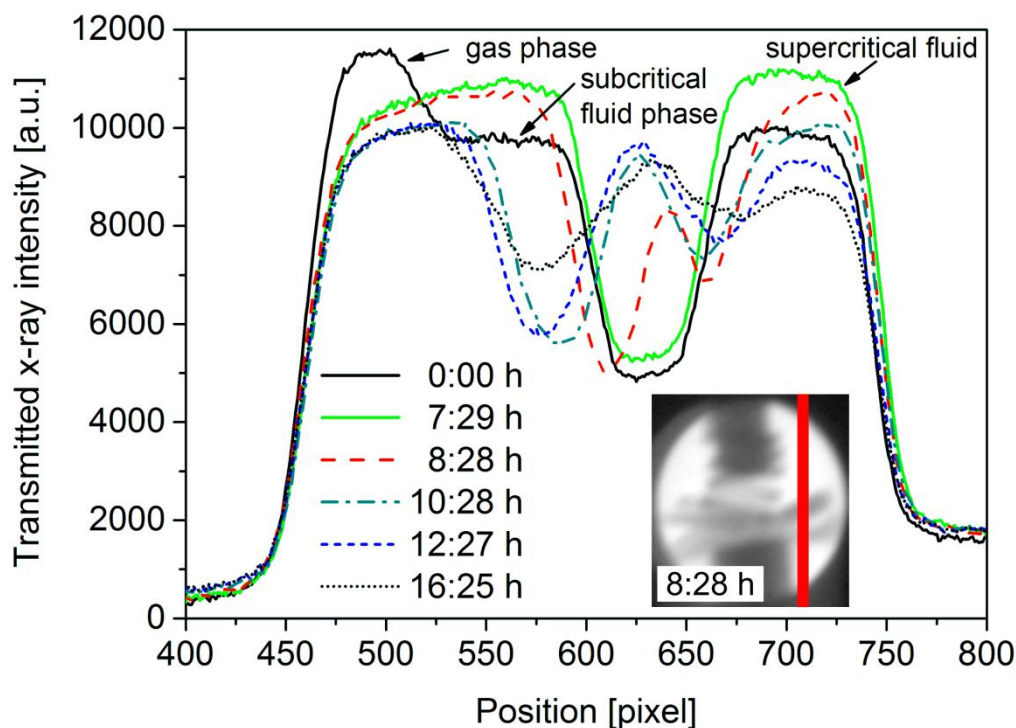 Transmitted x-ray intensity [a.u.]
12000
10000
8000
6000
4000
2000
0
gas phase
subcritical
fluid phase
supercritical fluid
0:00 h
7:29 h
8:28 h
10:28 h
12:27 h
16:25 h
8:28 h
400 450 500 550 600 650 700 750 800
Position [pixel]